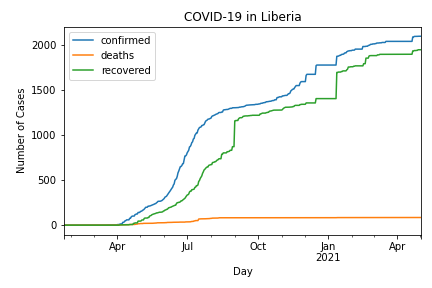 COVID-19 in Liberia
confirmed
deaths
recovered
Number of Cases
2000
1500
1000
500
0
Apr Jul Oct Jan Apr
2021
Day